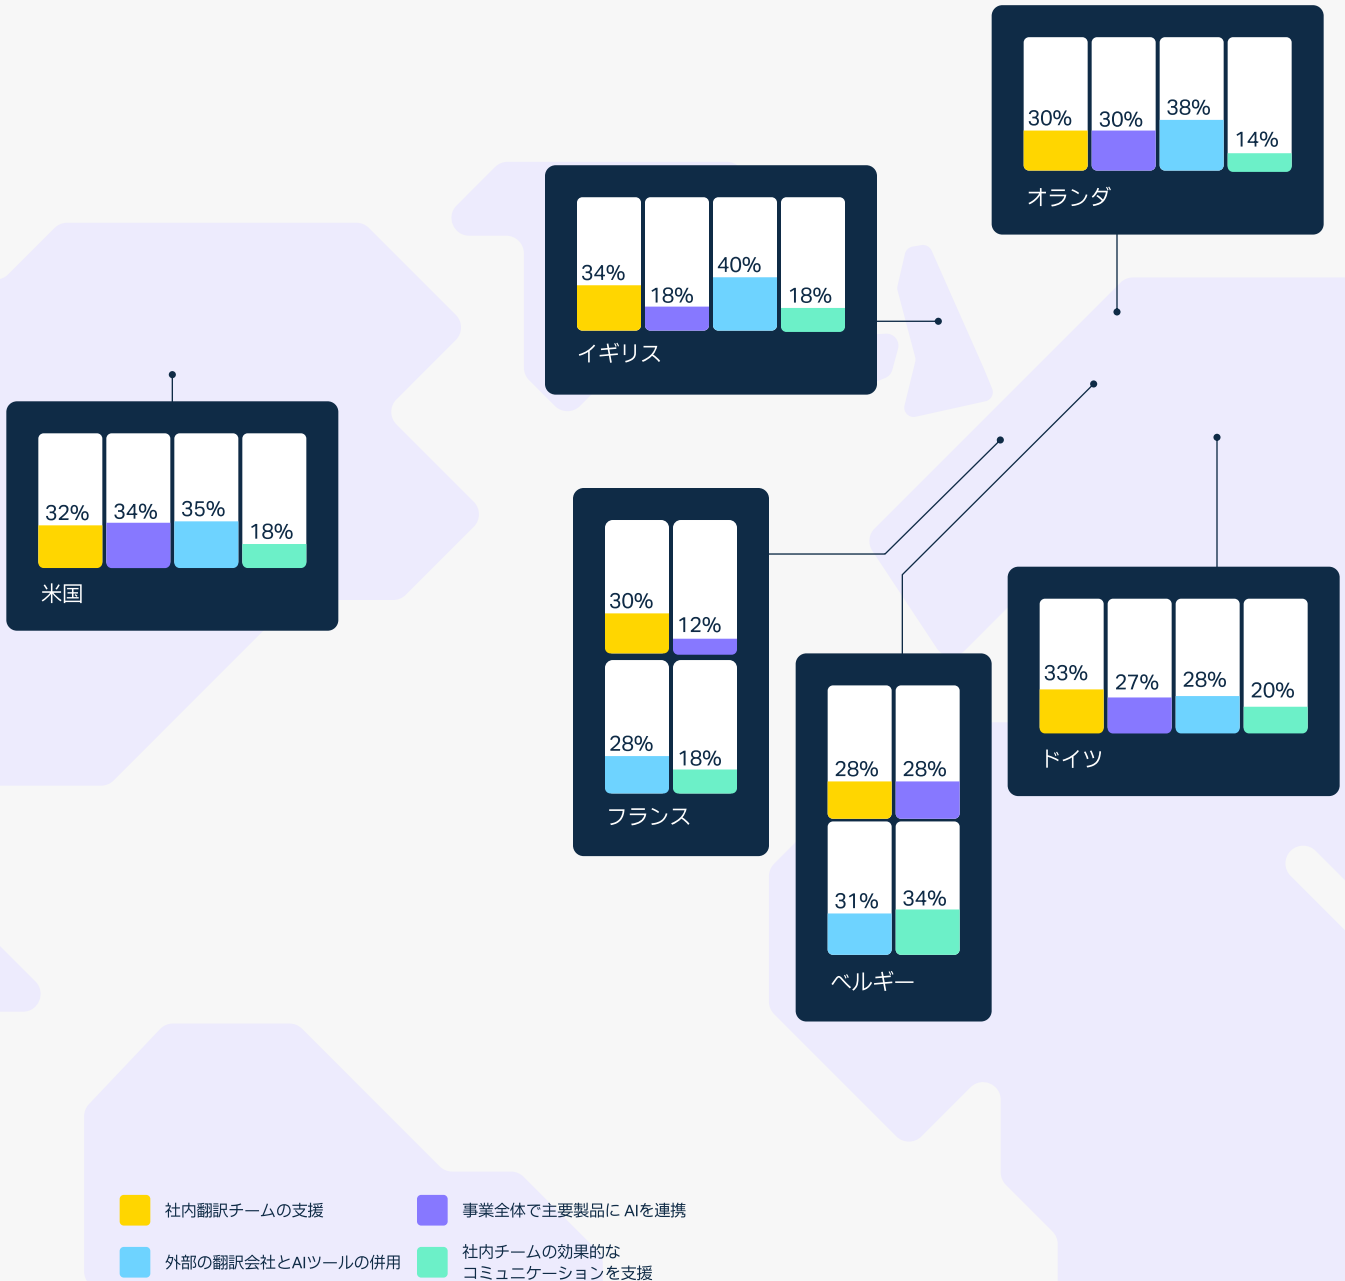 30%
30%
38%
14%
オランダ
34%
18%
40%
18%
イギリス
32%
34%
35%
18%
米国
30%
12%
28%
18%
フランス
33%
27%
28%
20%
ドイツ
28%
28%
31%
34%
ベルギー
社内翻訳チームの支援
事業全体で主要製品に AIを連携
外部の翻訳会社とAIツールの併用
社内チームの効果的な
コミュニケーションを支援